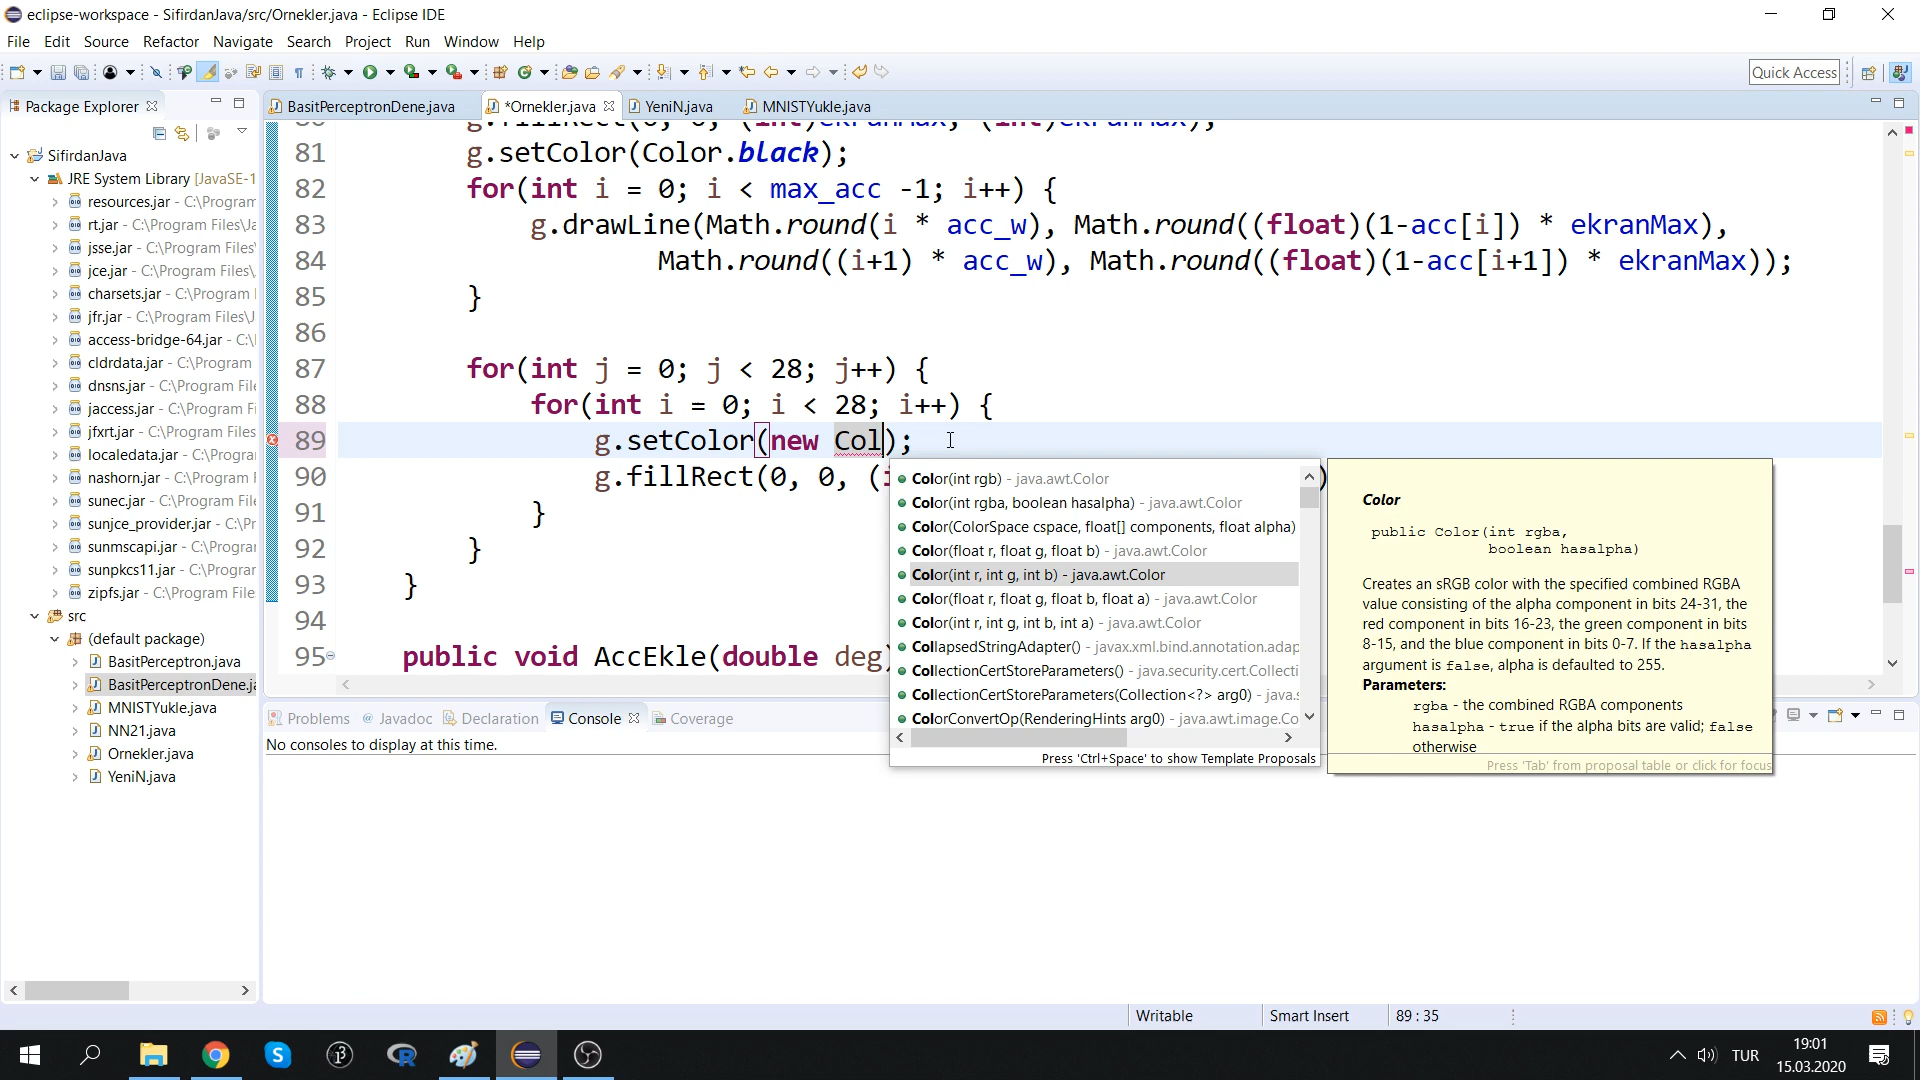 eclipse-workspace - SifirdanJava/src/Ornekler.java - Eclipse IDE
File Edit Source Refactor Navigate Search Project Run Window Help
Quick Access
Package Explorer
BasitPerceptronDene.java
*Ornekler.java
YeniN.java
MNISTYukle.java
SifirdanJava
JRE System Library [JavaSE-1
resources.jar - C:\Program
rt.jar - C:\Program Files\Ja
jsse.jar - C:\Program Files\
jce.jar - C:\Program Files\J
charsets.jar - C:\Program
jfr.jar - C:\Program Files\J
access-bridge-64.jar - C:\
cldrdata.jar - C:\Program
dnsns.jar - C:\Program File
jaccess.jar - C:\Program Fi
jfxrt.jar - C:\Program Files
localedata.jar - C:\Progra
nashorn.jar - C:\Program
sunec.jar - C:\Program File
sunjce_provider.jar - C:\Pr
sunmscapi.jar - C:\Progra
sunpkcs11.jar - C:\Progra
zipfs.jar - C:\Program File
src
(default package)
BasitPerceptron.java
BasitPerceptronDene.ja
MNISTYukle.java
NN21.java
Ornekler.java
YeniN.java
80 g.fillRect(0, 0, (int)ekranMax, (int)ekranMax);
81 g.setColor(Color.black);
82 for(int i = 0; i < max_acc -1; i++) {
83 g.drawLine(Math.round(i * acc_w), Math.round((float)(1-acc[i]) * ekranMax),
84 Math.round((i+1) * acc_w), Math.round((float)(1-acc[i+1]) * ekranMax));
85 }
86
87 for(int j = 0; j < 28; j++) {
88 for(int i = 0; i < 28; i++) {
89 g.setColor(new Col);
90 g.fillRect(0, 0, (i )
91 }
92 }
93 }
94
95 public void AccEkle(double deg)
Color(int rgb) - java.awt.Color
Color(int rgba, boolean hasalpha) - java.awt.Color
Color(ColorSpace cspace, float[] components, float alpha)
Color(float r, float g, float b) - java.awt.Color
Color(int r, int g, int b) - java.awt.Color
Color(float r, float g, float b, float a) - java.awt.Color
Color(int r, int g, int b, int a) - java.awt.Color
CollapsedStringAdapter() - javax.xml.bind.annotation.adap
CollectionCertStoreParameters() - java.security.cert.Collecti
CollectionCertStoreParameters(Collection<?> arg0) - java.s
ColorConvertOp(RenderingHints arg0) - java.awt.image.Co
Press 'Ctrl+Space' to show Template Proposals
Color
public Color(int rgba,
boolean hasalpha)
Creates an sRGB color with the specified combined RGBA
value consisting of the alpha component in bits 24-31, the
red component in bits 16-23, the green component in bits
8-15, and the blue component in bits 0-7. If the hasalpha
argument is false, alpha is defaulted to 255.
Parameters:
rgba - the combined RGBA components
hasalpha - true if the alpha bits are valid; false
otherwise
Press 'Tab' from proposal table or click for focus
Problems @ Javadoc Declaration Console Coverage
No consoles to display at this time.
Writable Smart Insert 89 : 35
TUR
19:01
15.03.2020